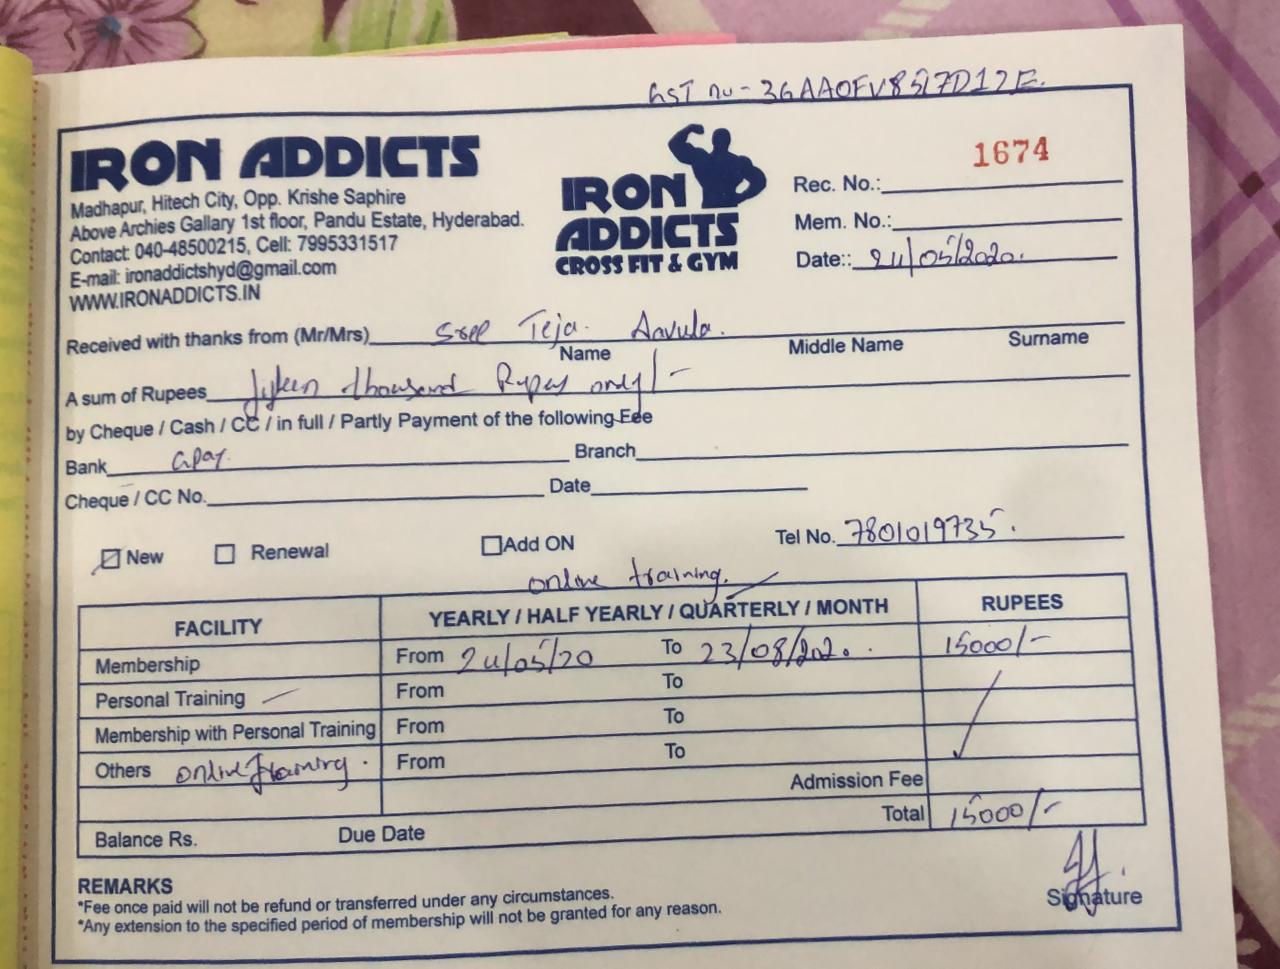 GST no - 36AAOFV8517D1ZE.
IRON ADDICTS
Madhapur, Hitech City, Opp. Krishe Saphire
Above Archies Gallary 1st floor, Pandu Estate, Hyderabad.
Contact: 040-48500215, Cell: 7995331517
E-mail: ironaddictshyd@gmail.com
WWW.IRONADDICTS.IN
IRON
ADDICTS
CROSS FIT & GYM
1674
Rec. No.:
Mem. No.:
Date:: 24/05/2020.
Received with thanks from (Mr/Mrs) Sree Teja. Aavula.
Name Middle Name Surname
A sum of Rupees fifteen thousand Rupees only/-
by Cheque / Cash / CC / in full / Partly Payment of the following Fee
Bank Gpay. Branch
Cheque / CC No. Date
New Renewal Add ON Tel No. 7801019735.
online training.
FACILITY YEARLY / HALF YEARLY / QUARTERLY / MONTH RUPEES
Membership From 24/05/20 To 23/08/2020. 15000/-
Personal Training From To
Membership with Personal Training From To
Others online training. From To
Admission Fee
Total 15000/-
Balance Rs. Due Date
REMARKS
*Fee once paid will not be refund or transferred under any circumstances.
*Any extension to the specified period of membership will not be granted for any reason.
Signature